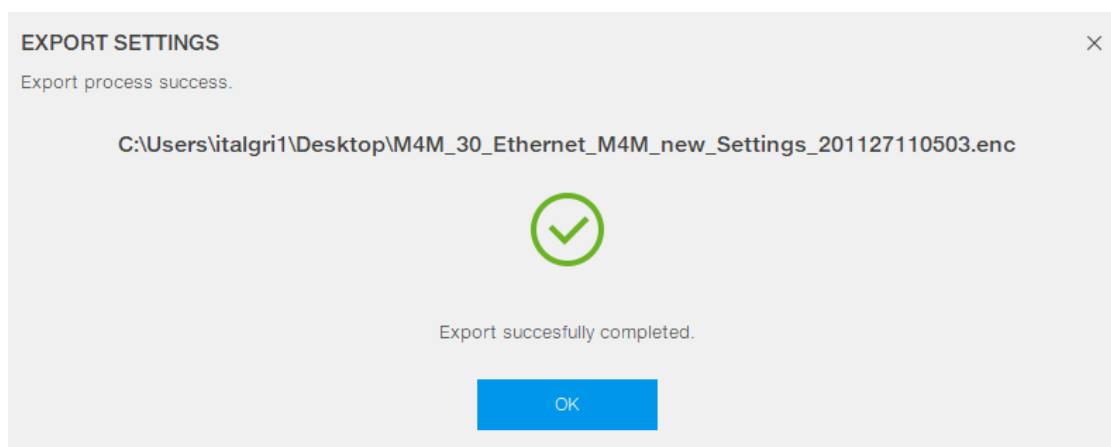 EXPORT SETTINGS
Export process success.
C:\Users\italgri1\Desktop\M4M_30_Ethernet_M4M_new_Settings_201127110503.enc
Export succesfully completed.
OK